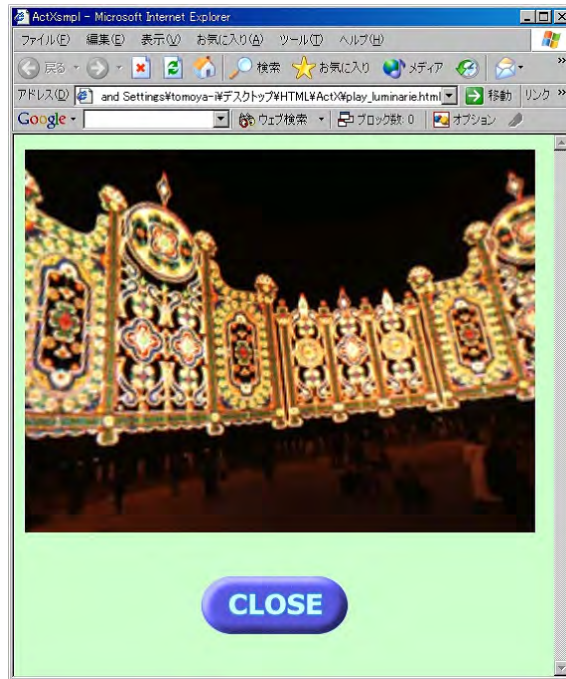 ActXsmpl - Microsoft Internet Explorer
ファイル(F) 編集(E) 表示(V) お気に入り(A) ツール(T) ヘルプ(H)
戻る 検索 お気に入り メディア »
アドレス(D) and Settings¥tomoya-i¥デスクトップ¥HTML¥ActX¥play_luminarie.html 移動 リンク »
Google ウェブ検索 ブロック数: 0 オプション
CLOSE